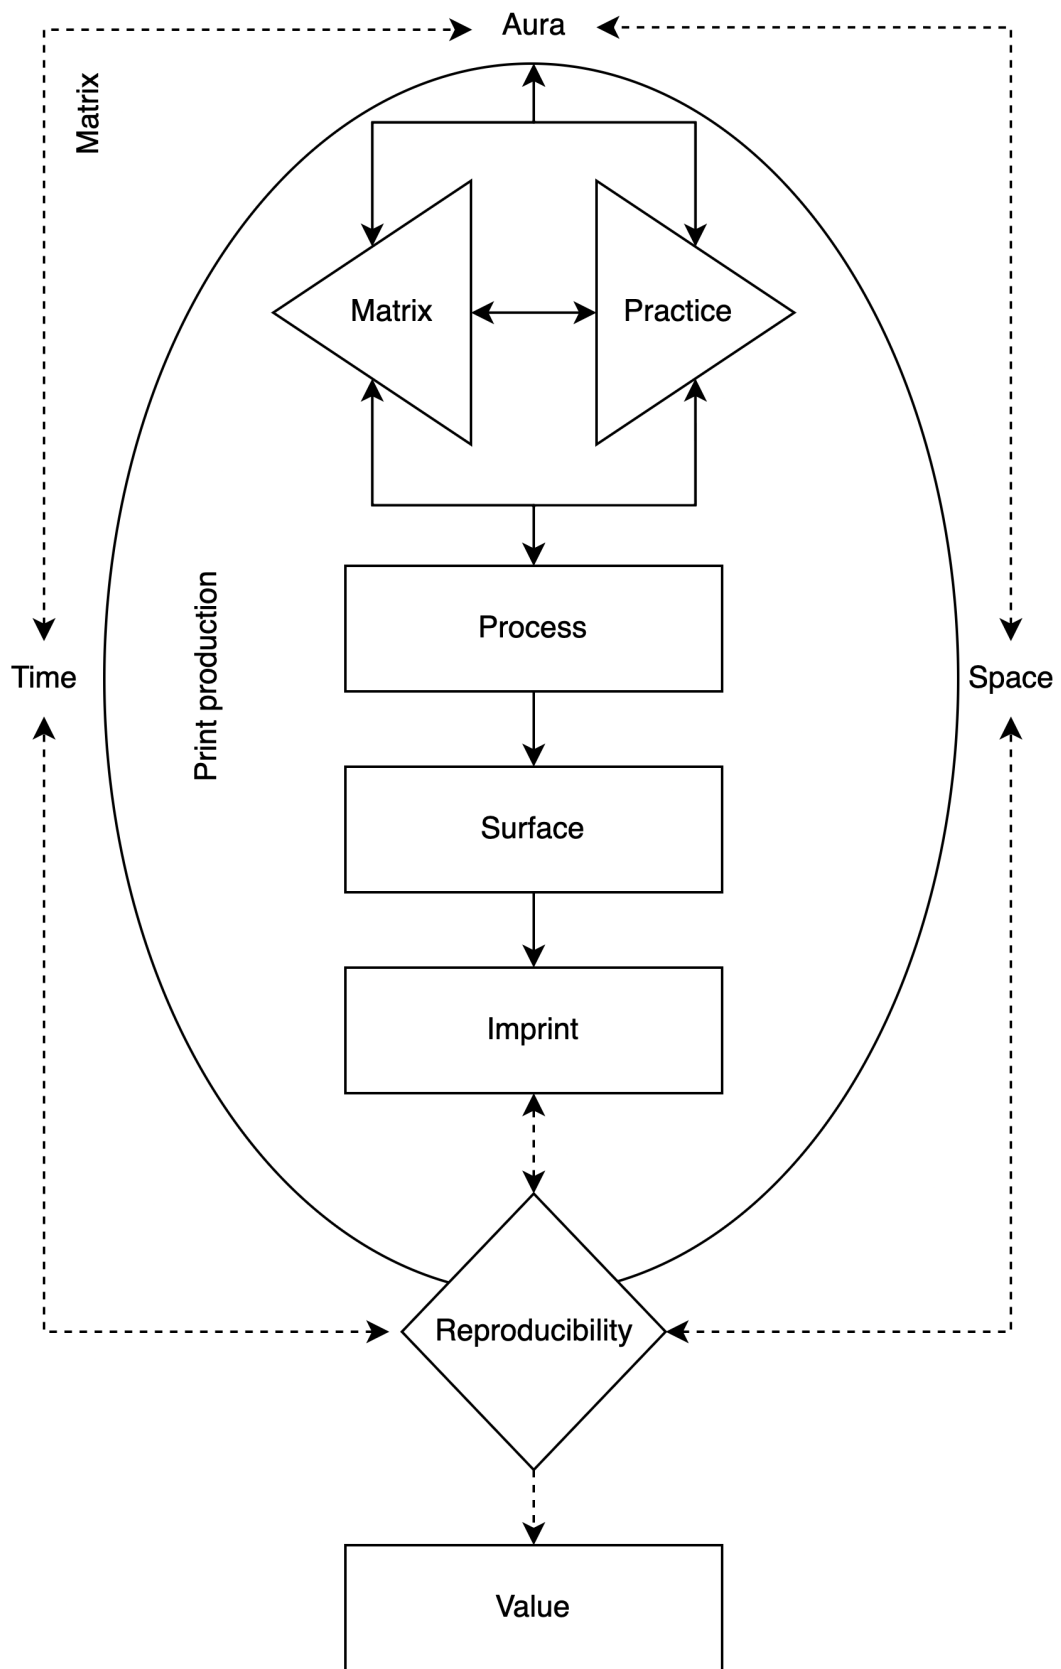 Aura
Matrix
Matrix
Practice
Process
Time
Space
Print production
Surface
Imprint
Reproducibility
Value